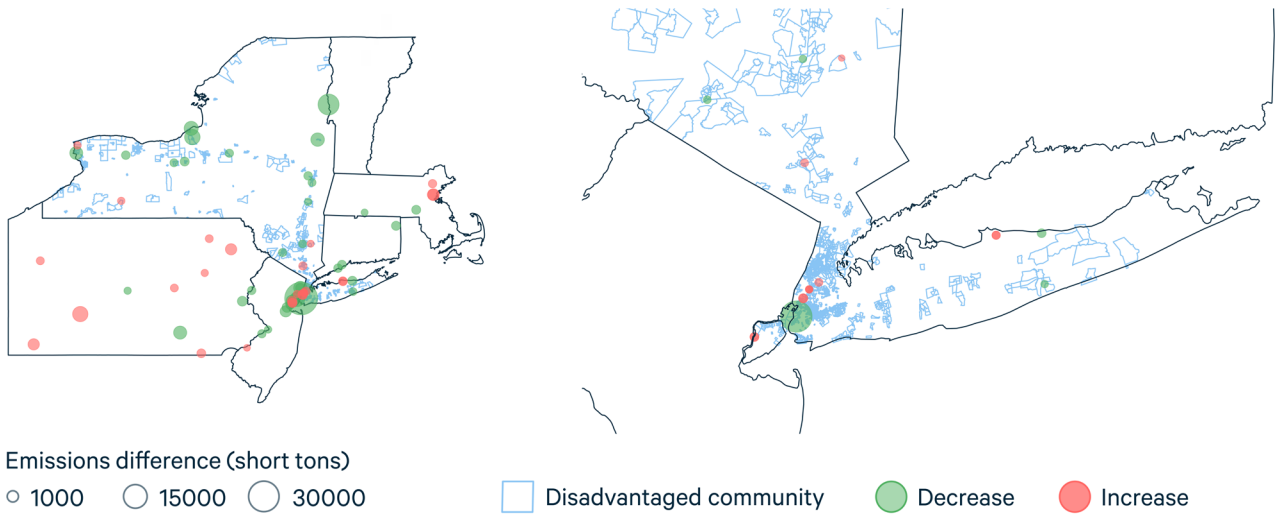 Emissions difference (short tons)
1000 15000 30000 Disadvantaged community Decrease Increase